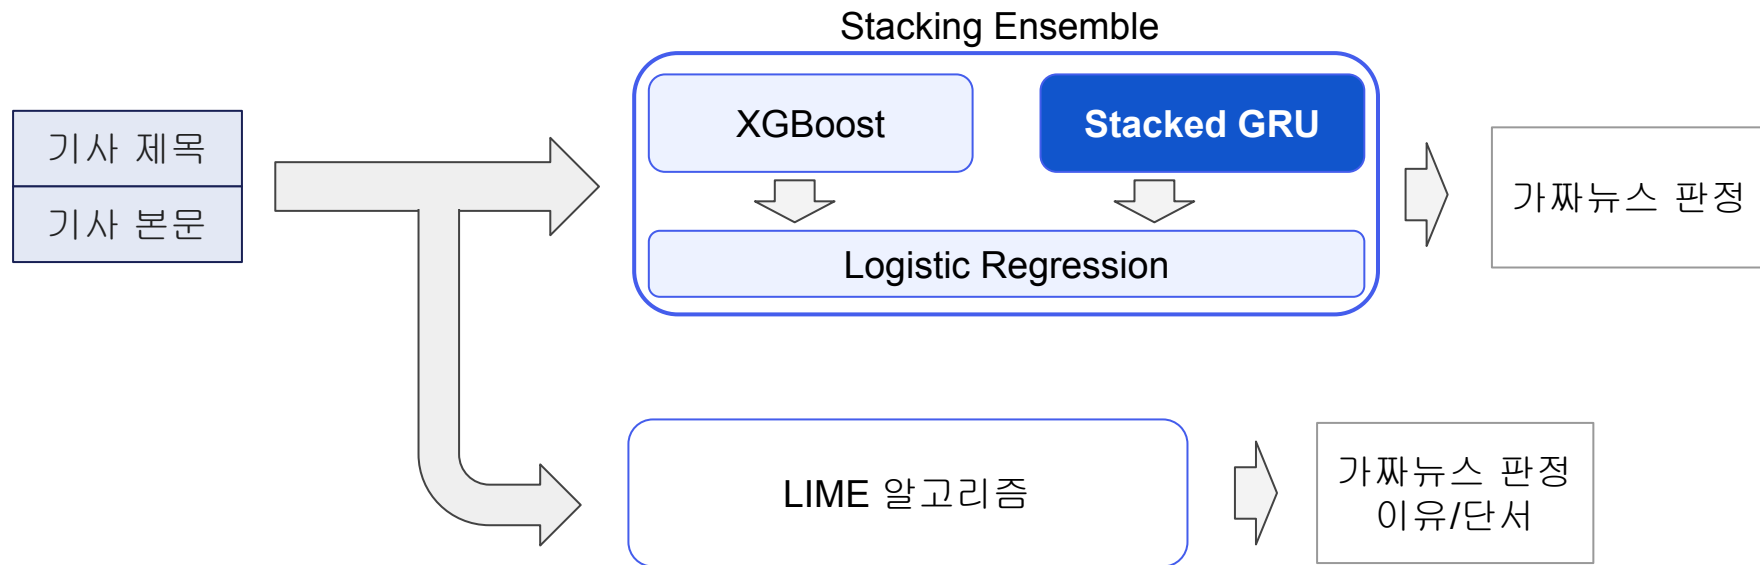 Stacking Ensemble
기사 제목
기사 본문
XGBoost
Stacked GRU
Logistic Regression
가짜뉴스 판정
LIME 알고리즘
가짜뉴스 판정
이유/단서